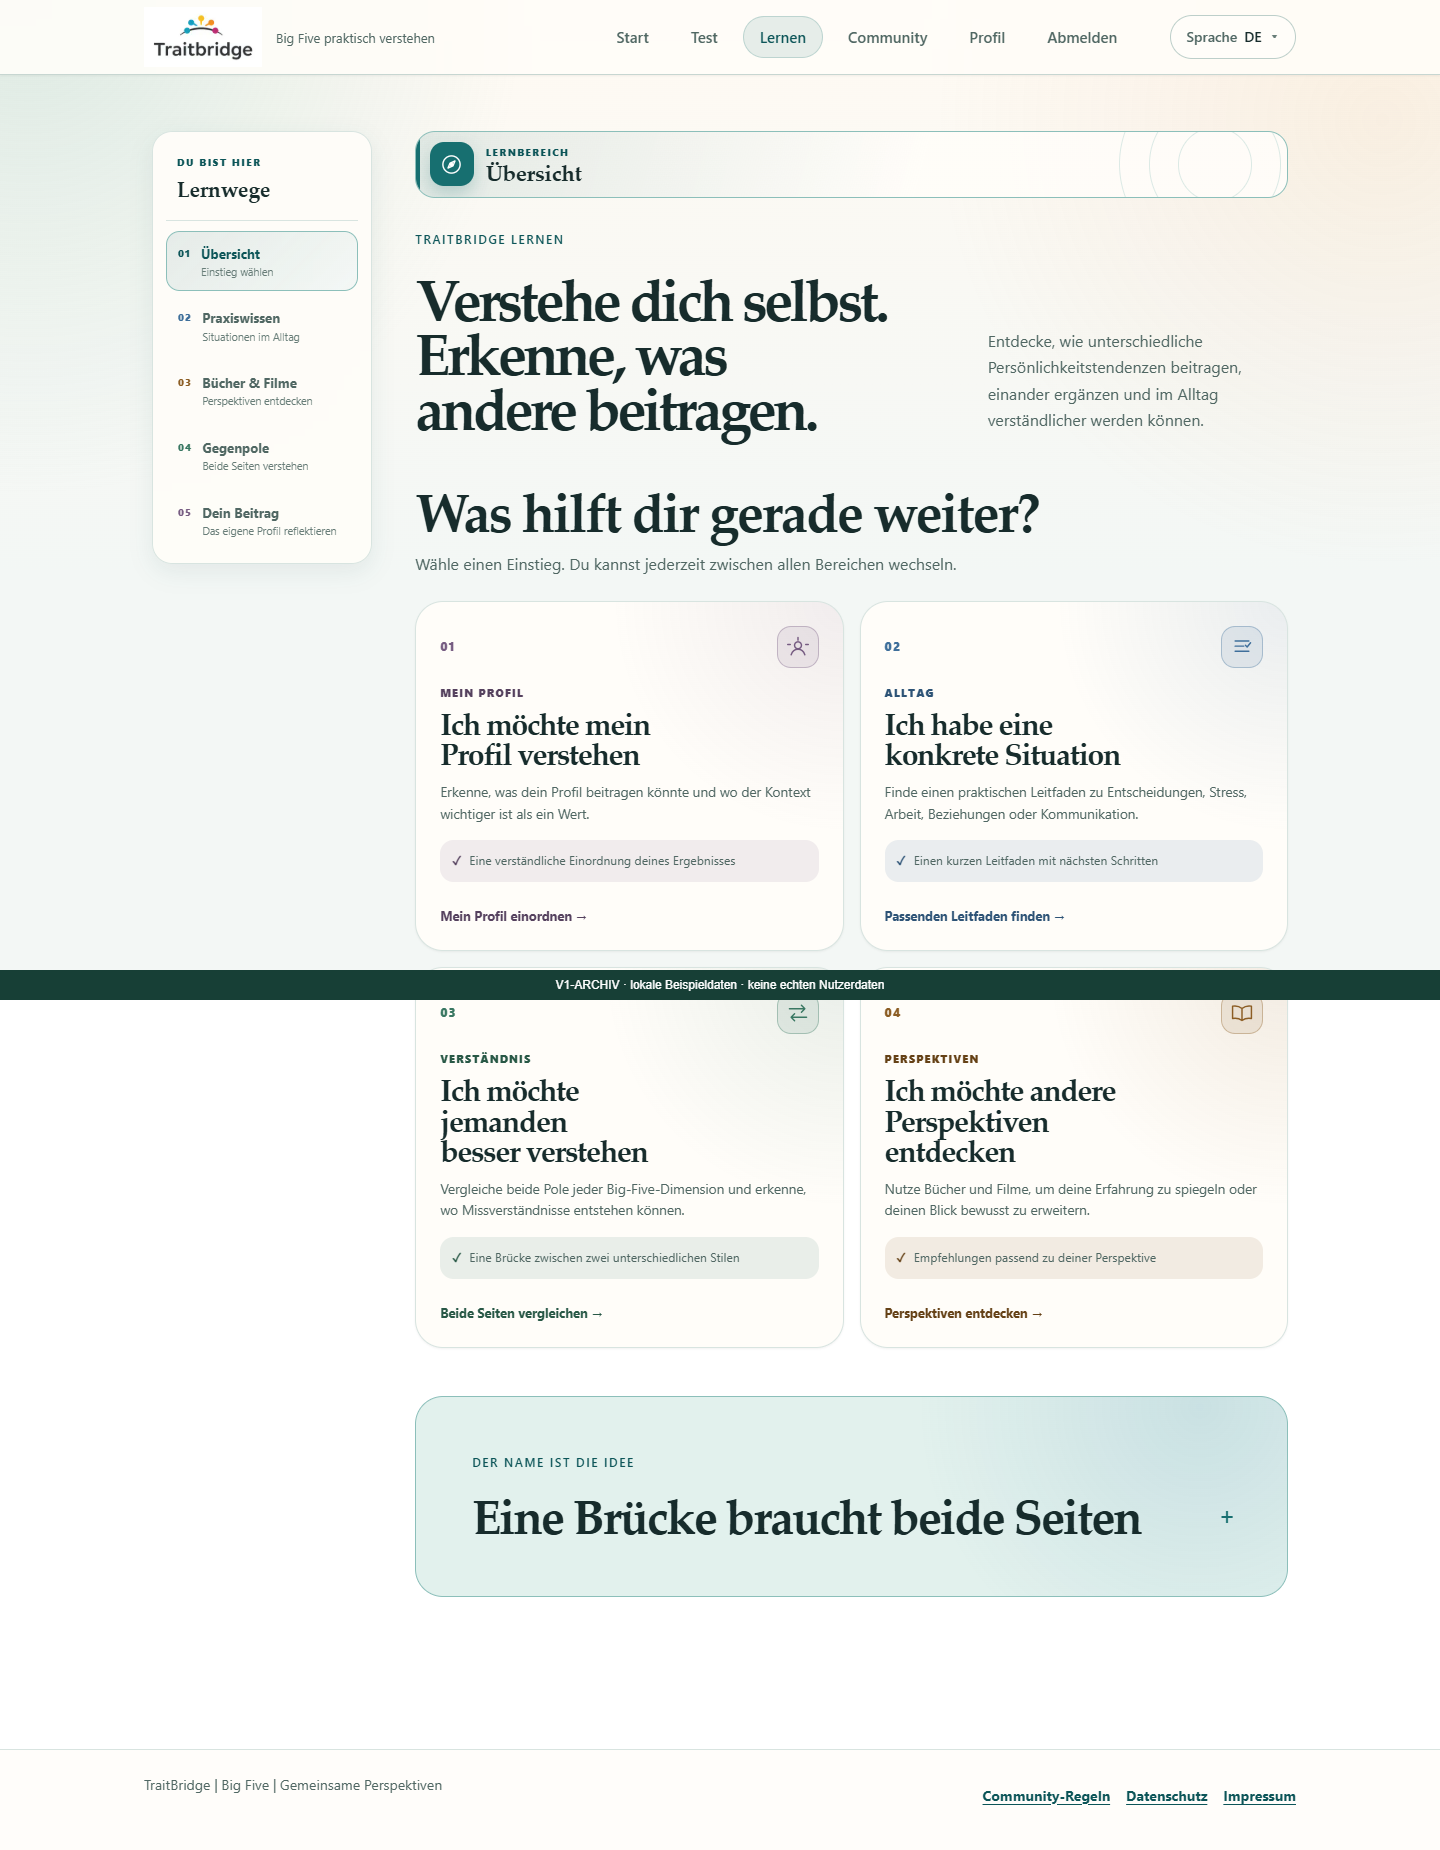 Traitbridge
Big Five praktisch verstehen
Start
Test
Lernen
Community
Profil
Abmelden
Sprache DE
DU BIST HIER
Lernwege
01 Übersicht
Einstieg wählen
02 Praxiswissen
Situationen im Alltag
03 Bücher & Filme
Perspektiven entdecken
04 Gegenpole
Beide Seiten verstehen
05 Dein Beitrag
Das eigene Profil reflektieren
LERNBEREICH
Übersicht
TRAITBRIDGE LERNEN
Verstehe dich selbst.
Erkenne, was
andere beitragen.
Entdecke, wie unterschiedliche
Persönlichkeitstendenzen beitragen,
einander ergänzen und im Alltag
verständlicher werden können.
Was hilft dir gerade weiter?
Wähle einen Einstieg. Du kannst jederzeit zwischen allen Bereichen wechseln.
01
MEIN PROFIL
Ich möchte mein
Profil verstehen
Erkenne, was dein Profil beitragen könnte und wo der Kontext
wichtiger ist als ein Wert.
✓ Eine verständliche Einordnung deines Ergebnisses
Mein Profil einordnen →
02
ALLTAG
Ich habe eine
konkrete Situation
Finde einen praktischen Leitfaden zu Entscheidungen, Stress,
Arbeit, Beziehungen oder Kommunikation.
✓ Einen kurzen Leitfaden mit nächsten Schritten
Passenden Leitfaden finden →
V1-ARCHIV · lokale Beispieldaten · keine echten Nutzerdaten
03
VERSTÄNDNIS
Ich möchte
jemanden
besser verstehen
Vergleiche beide Pole jeder Big-Five-Dimension und erkenne,
wo Missverständnisse entstehen können.
✓ Eine Brücke zwischen zwei unterschiedlichen Stilen
Beide Seiten vergleichen →
04
PERSPEKTIVEN
Ich möchte andere
Perspektiven
entdecken
Nutze Bücher und Filme, um deine Erfahrung zu spiegeln oder
deinen Blick bewusst zu erweitern.
✓ Empfehlungen passend zu deiner Perspektive
Perspektiven entdecken →
DER NAME IST DIE IDEE
Eine Brücke braucht beide Seiten
+
TraitBridge | Big Five | Gemeinsame Perspektiven
Community-Regeln
Datenschutz
Impressum